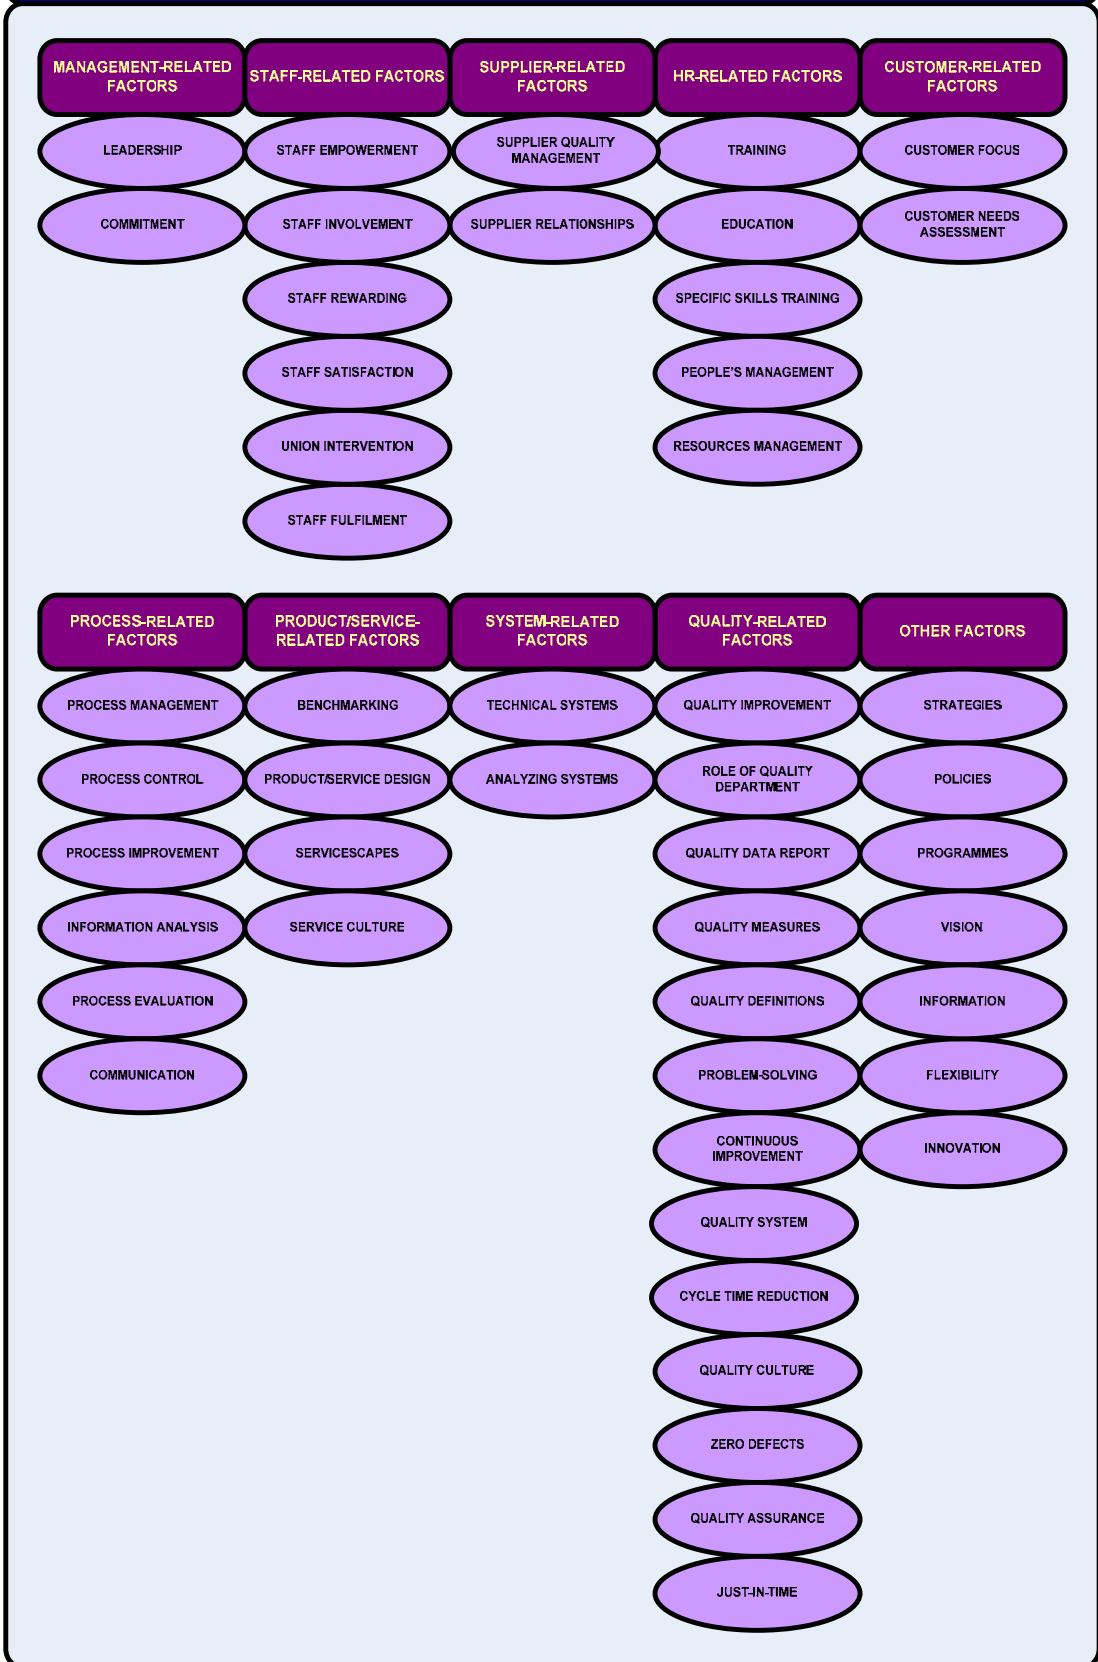 MANAGEMENT-RELATED
FACTORS
LEADERSHIP
COMMITMENT
STAFF-RELATED FACTORS
STAFF EMPOWERMENT
STAFF INVOLVEMENT
STAFF REWARDING
STAFF SATISFACTION
UNION INTERVENTION
STAFF FULFILMENT
SUPPLIER-RELATED
FACTORS
SUPPLIER QUALITY
MANAGEMENT
SUPPLIER RELATIONSHIPS
HR-RELATED FACTORS
TRAINING
EDUCATION
SPECIFIC SKILLS TRAINING
PEOPLE'S MANAGEMENT
RESOURCES MANAGEMENT
CUSTOMER-RELATED
FACTORS
CUSTOMER FOCUS
CUSTOMER NEEDS
ASSESSMENT
PROCESS-RELATED
FACTORS
PROCESS MANAGEMENT
PROCESS CONTROL
PROCESS IMPROVEMENT
INFORMATION ANALYSIS
PROCESS EVALUATION
COMMUNICATION
PRODUCT/SERVICE-
RELATED FACTORS
BENCHMARKING
PRODUCT/SERVICE DESIGN
SERVICESCAPES
SERVICE CULTURE
SYSTEM-RELATED
FACTORS
TECHNICAL SYSTEMS
ANALYZING SYSTEMS
QUALITY-RELATED
FACTORS
QUALITY IMPROVEMENT
ROLE OF QUALITY
DEPARTMENT
QUALITY DATA REPORT
QUALITY MEASURES
QUALITY DEFINITIONS
PROBLEM-SOLVING
CONTINUOUS
IMPROVEMENT
QUALITY SYSTEM
CYCLE TIME REDUCTION
QUALITY CULTURE
ZERO DEFECTS
QUALITY ASSURANCE
JUST-IN-TIME
OTHER FACTORS
STRATEGIES
POLICIES
PROGRAMMES
VISION
INFORMATION
FLEXIBILITY
INNOVATION